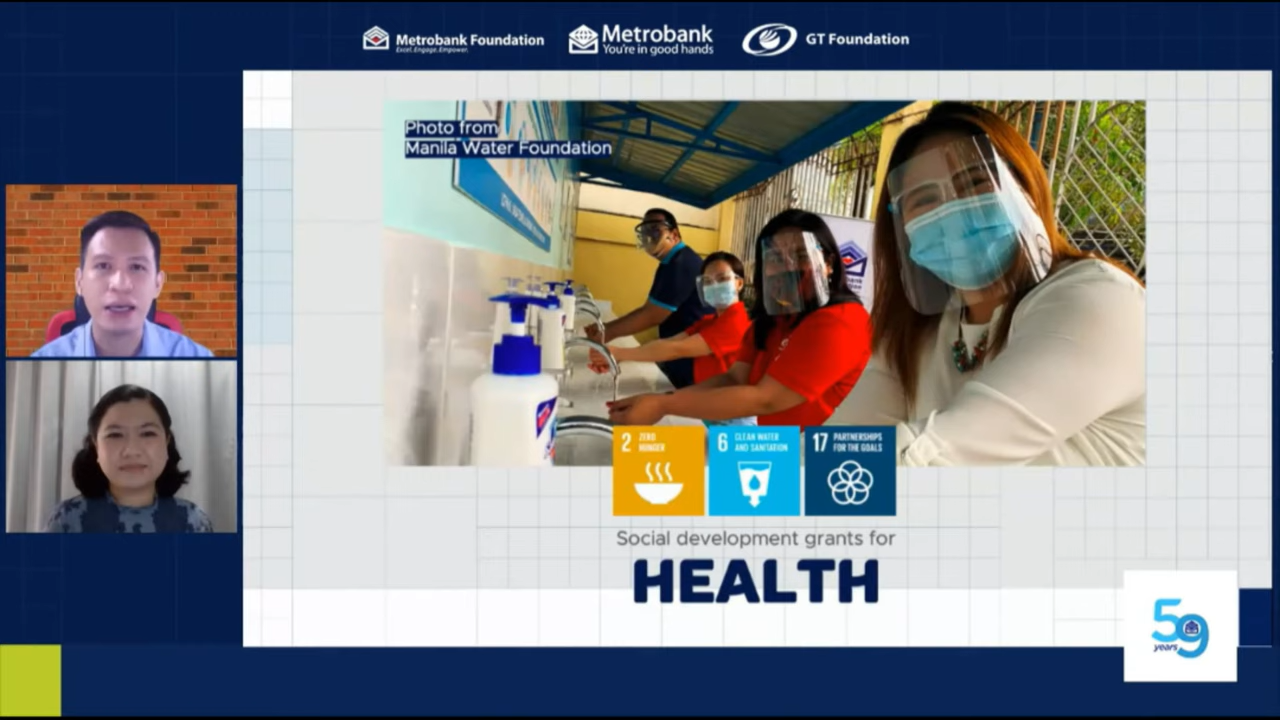 Metrobank Foundation
Excel. Engage. Empower.
Metrobank
You're in good hands
GT Foundation
Photo from
Manila Water Foundation
2 ZERO
HUNGER
6 CLEAN WATER
AND SANITATION
17 PARTNERSHIPS
FOR THE GOALS
Social development grants for
HEALTH
59
years